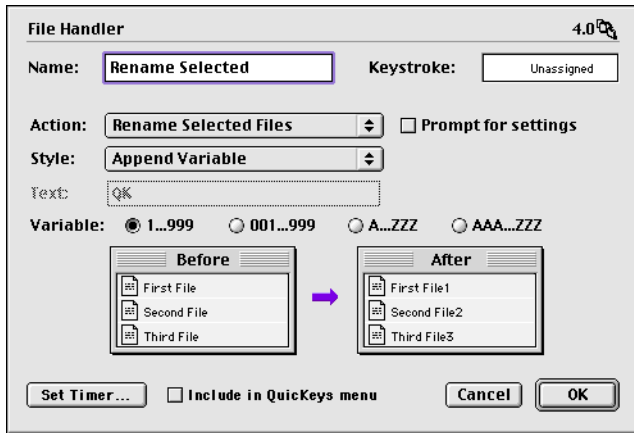 File Handler 4.0
Name: Rename Selected Keystroke: Unassigned
Action: Rename Selected Files Prompt for settings
Style: Append Variable
Text: QK
Variable: 1...999 001...999 A...ZZZ AAA...ZZZ
Before After
First File First File1
Second File Second File2
Third File Third File3
Set Timer... Include in QuicKeys menu Cancel OK